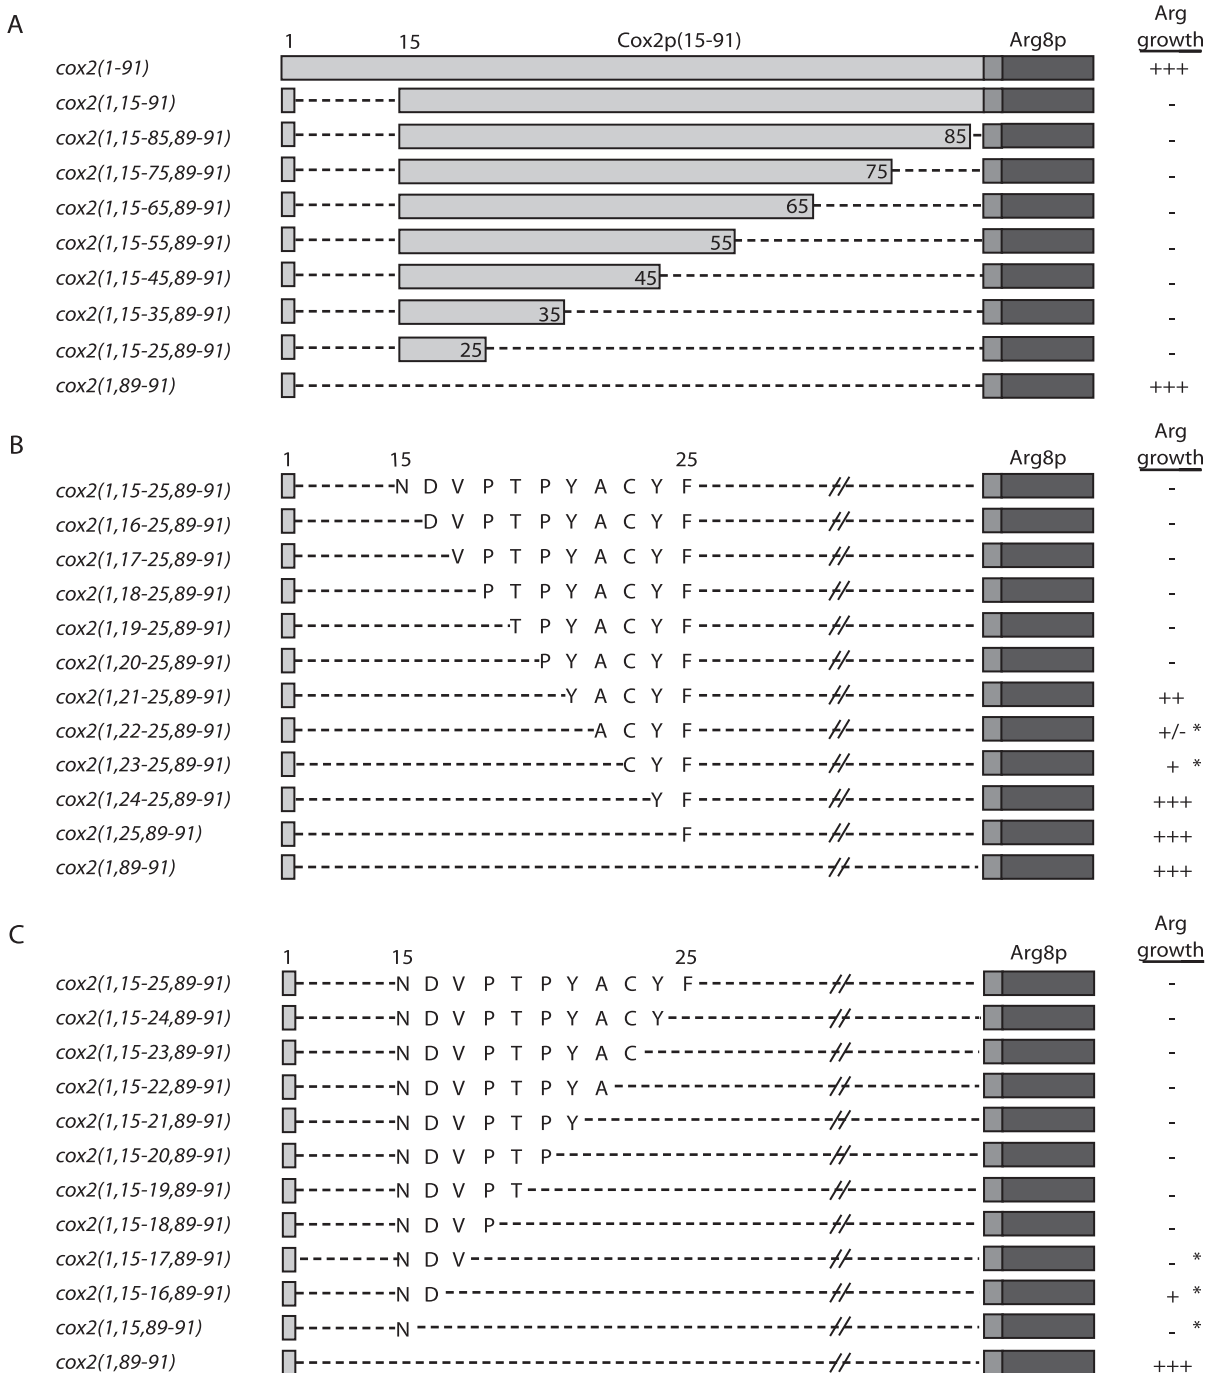 A
Arg
growth
1 15 Cox2p(15-91) Arg8p
cox2(1-91) +++
cox2(1,15-91) -
cox2(1,15-85,89-91) 85 -
cox2(1,15-75,89-91) 75 -
cox2(1,15-65,89-91) 65 -
cox2(1,15-55,89-91) 55 -
cox2(1,15-45,89-91) 45 -
cox2(1,15-35,89-91) 35 -
cox2(1,15-25,89-91) 25 -
cox2(1,89-91) +++
B
Arg
growth
1 15 25 Arg8p
cox2(1,15-25,89-91) N D V P T P Y A C Y F // -
cox2(1,16-25,89-91) D V P T P Y A C Y F // -
cox2(1,17-25,89-91) V P T P Y A C Y F // -
cox2(1,18-25,89-91) P T P Y A C Y F // -
cox2(1,19-25,89-91) T P Y A C Y F // -
cox2(1,20-25,89-91) P Y A C Y F // -
cox2(1,21-25,89-91) Y A C Y F // ++
cox2(1,22-25,89-91) A C Y F // +/- *
cox2(1,23-25,89-91) C Y F // + *
cox2(1,24-25,89-91) Y F // +++
cox2(1,25,89-91) F // +++
cox2(1,89-91) // +++
C
Arg
growth
1 15 25 Arg8p
cox2(1,15-25,89-91) N D V P T P Y A C Y F // -
cox2(1,15-24,89-91) N D V P T P Y A C Y // -
cox2(1,15-23,89-91) N D V P T P Y A C // -
cox2(1,15-22,89-91) N D V P T P Y A // -
cox2(1,15-21,89-91) N D V P T P Y // -
cox2(1,15-20,89-91) N D V P T P // -
cox2(1,15-19,89-91) N D V P T // -
cox2(1,15-18,89-91) N D V P // -
cox2(1,15-17,89-91) N D V // - *
cox2(1,15-16,89-91) N D // + *
cox2(1,15,89-91) N // - *
cox2(1,89-91) // +++